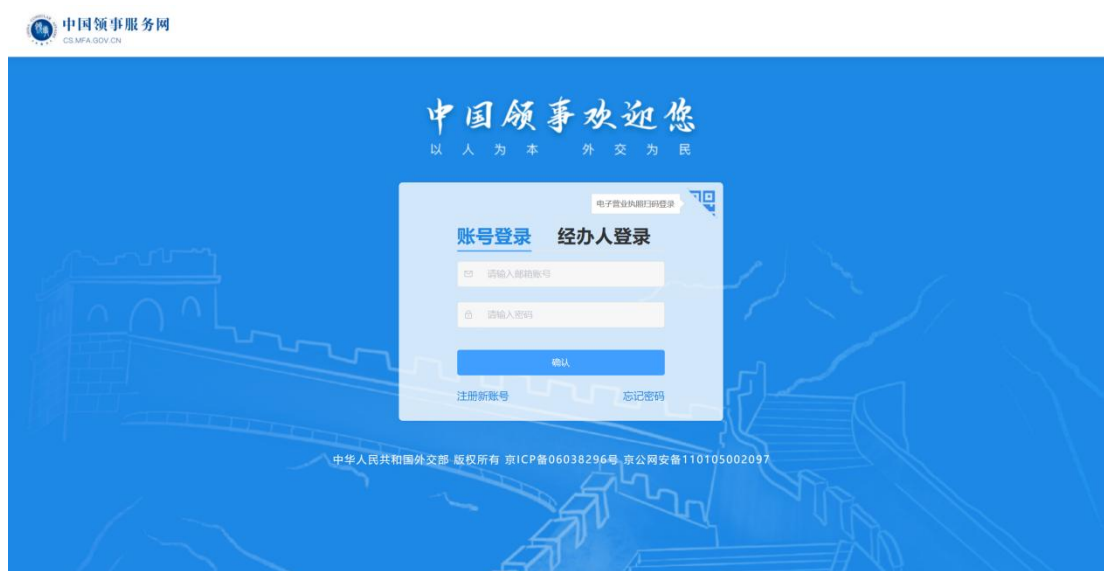 中国领事服务网
CS.MFA.GOV.CN
中国领事欢迎您
以人为本 外交为民
电子营业执照扫码登录
账号登录 经办人登录
请输入邮箱账号
请输入密码
确认
注册新账号 忘记密码
中华人民共和国外交部 版权所有 京ICP备06038296号 京公网安备110105002097